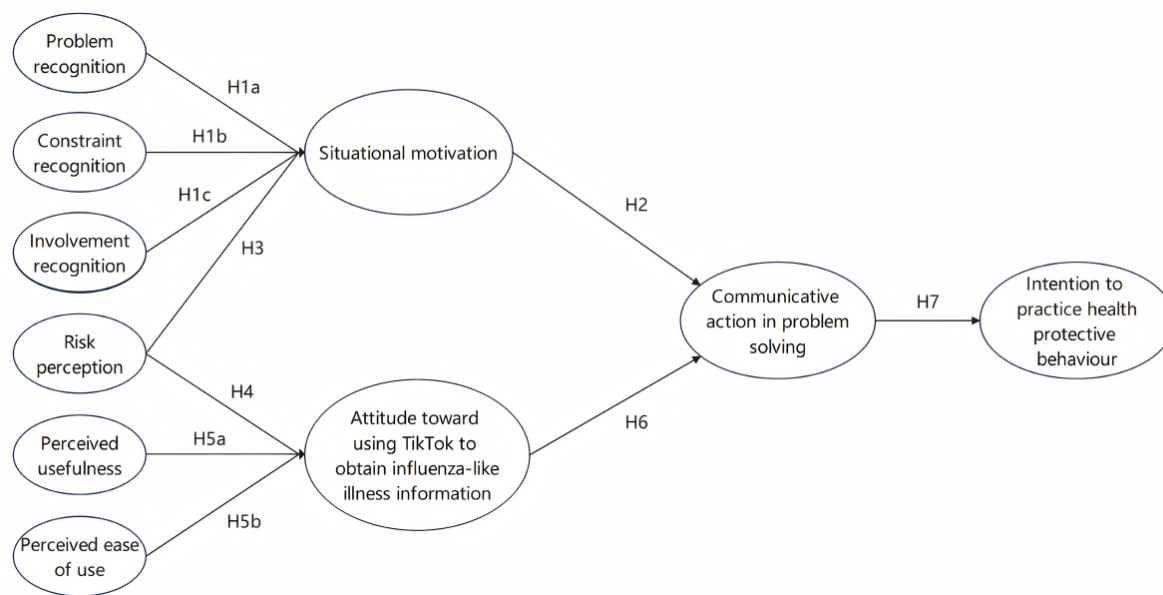 Problem
recognition
H1a
Constraint
recognition
H1b
Situational motivation
H1c
Involvement
recognition
H3
H2
Risk
perception
H4
Communicative
action in problem
solving
H7
Intention to
practice health
protective
behaviour
Perceived
usefulness
H5a
Attitude toward
using TikTok to
obtain influenza-like
illness information
H6
H5b
Perceived ease
of use